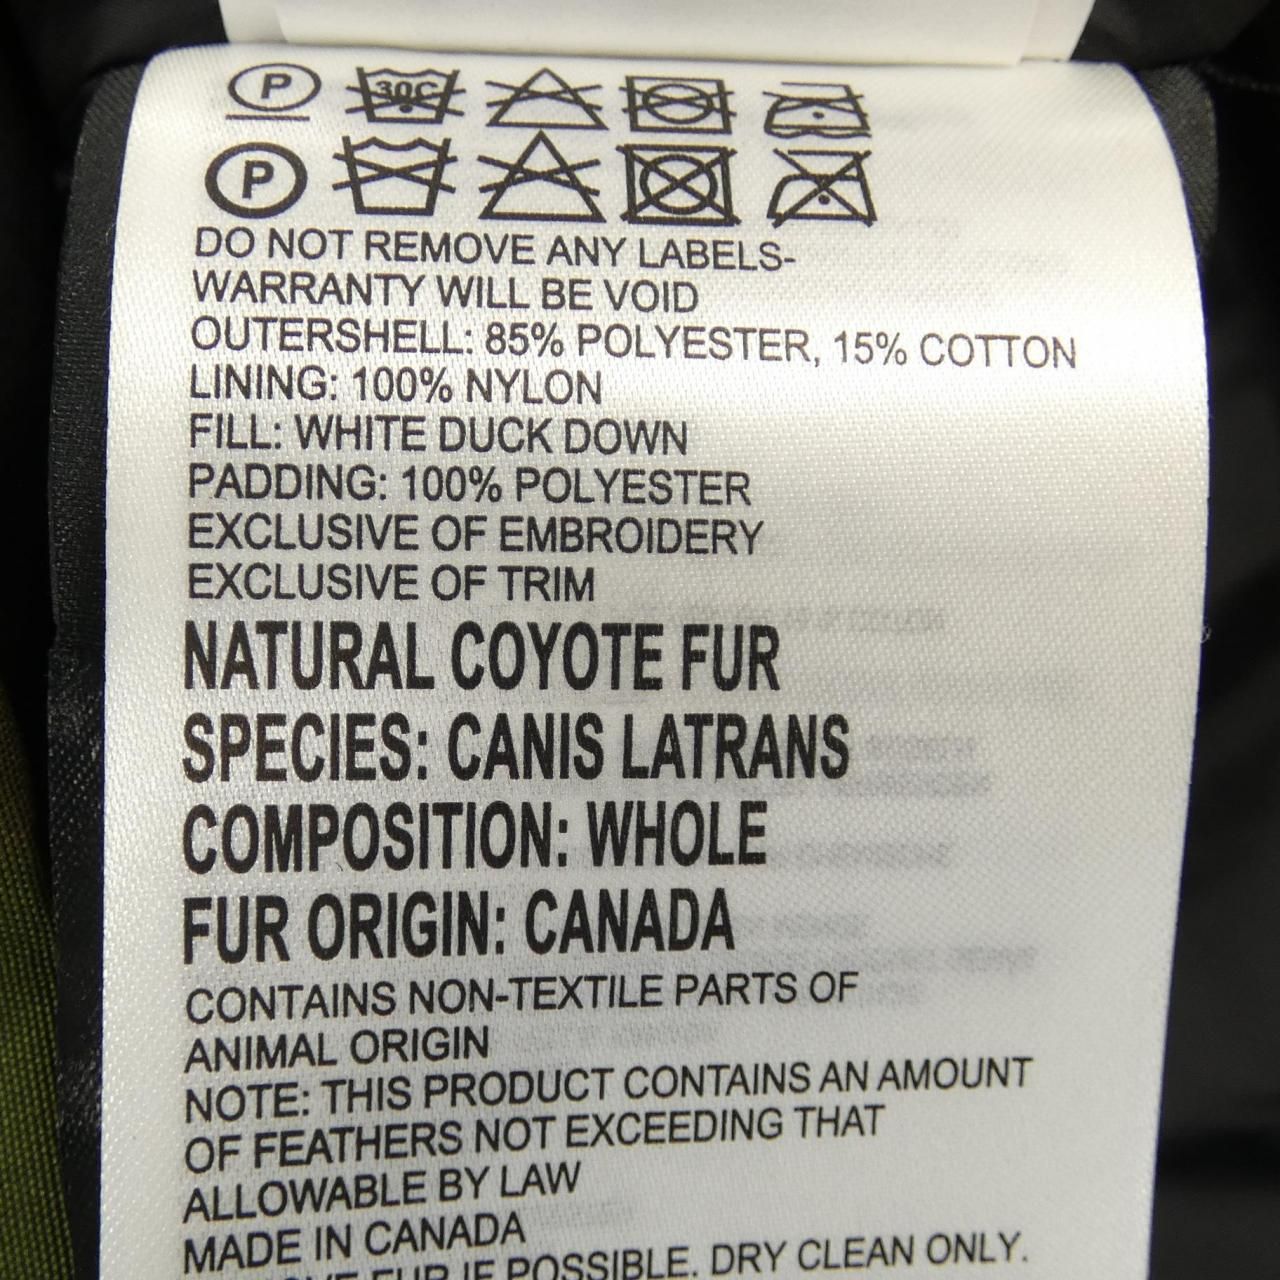 P 30C
P
DO NOT REMOVE ANY LABELS-
WARRANTY WILL BE VOID
OUTERSHELL: 85% POLYESTER, 15% COTTON
LINING: 100% NYLON
FILL: WHITE DUCK DOWN
PADDING: 100% POLYESTER
EXCLUSIVE OF EMBROIDERY
EXCLUSIVE OF TRIM
NATURAL COYOTE FUR
SPECIES: CANIS LATRANS
COMPOSITION: WHOLE
FUR ORIGIN: CANADA
CONTAINS NON-TEXTILE PARTS OF
ANIMAL ORIGIN
NOTE: THIS PRODUCT CONTAINS AN AMOUNT
OF FEATHERS NOT EXCEEDING THAT
ALLOWABLE BY LAW
MADE IN CANADA
FUR IF POSSIBLE. DRY CLEAN ONLY.